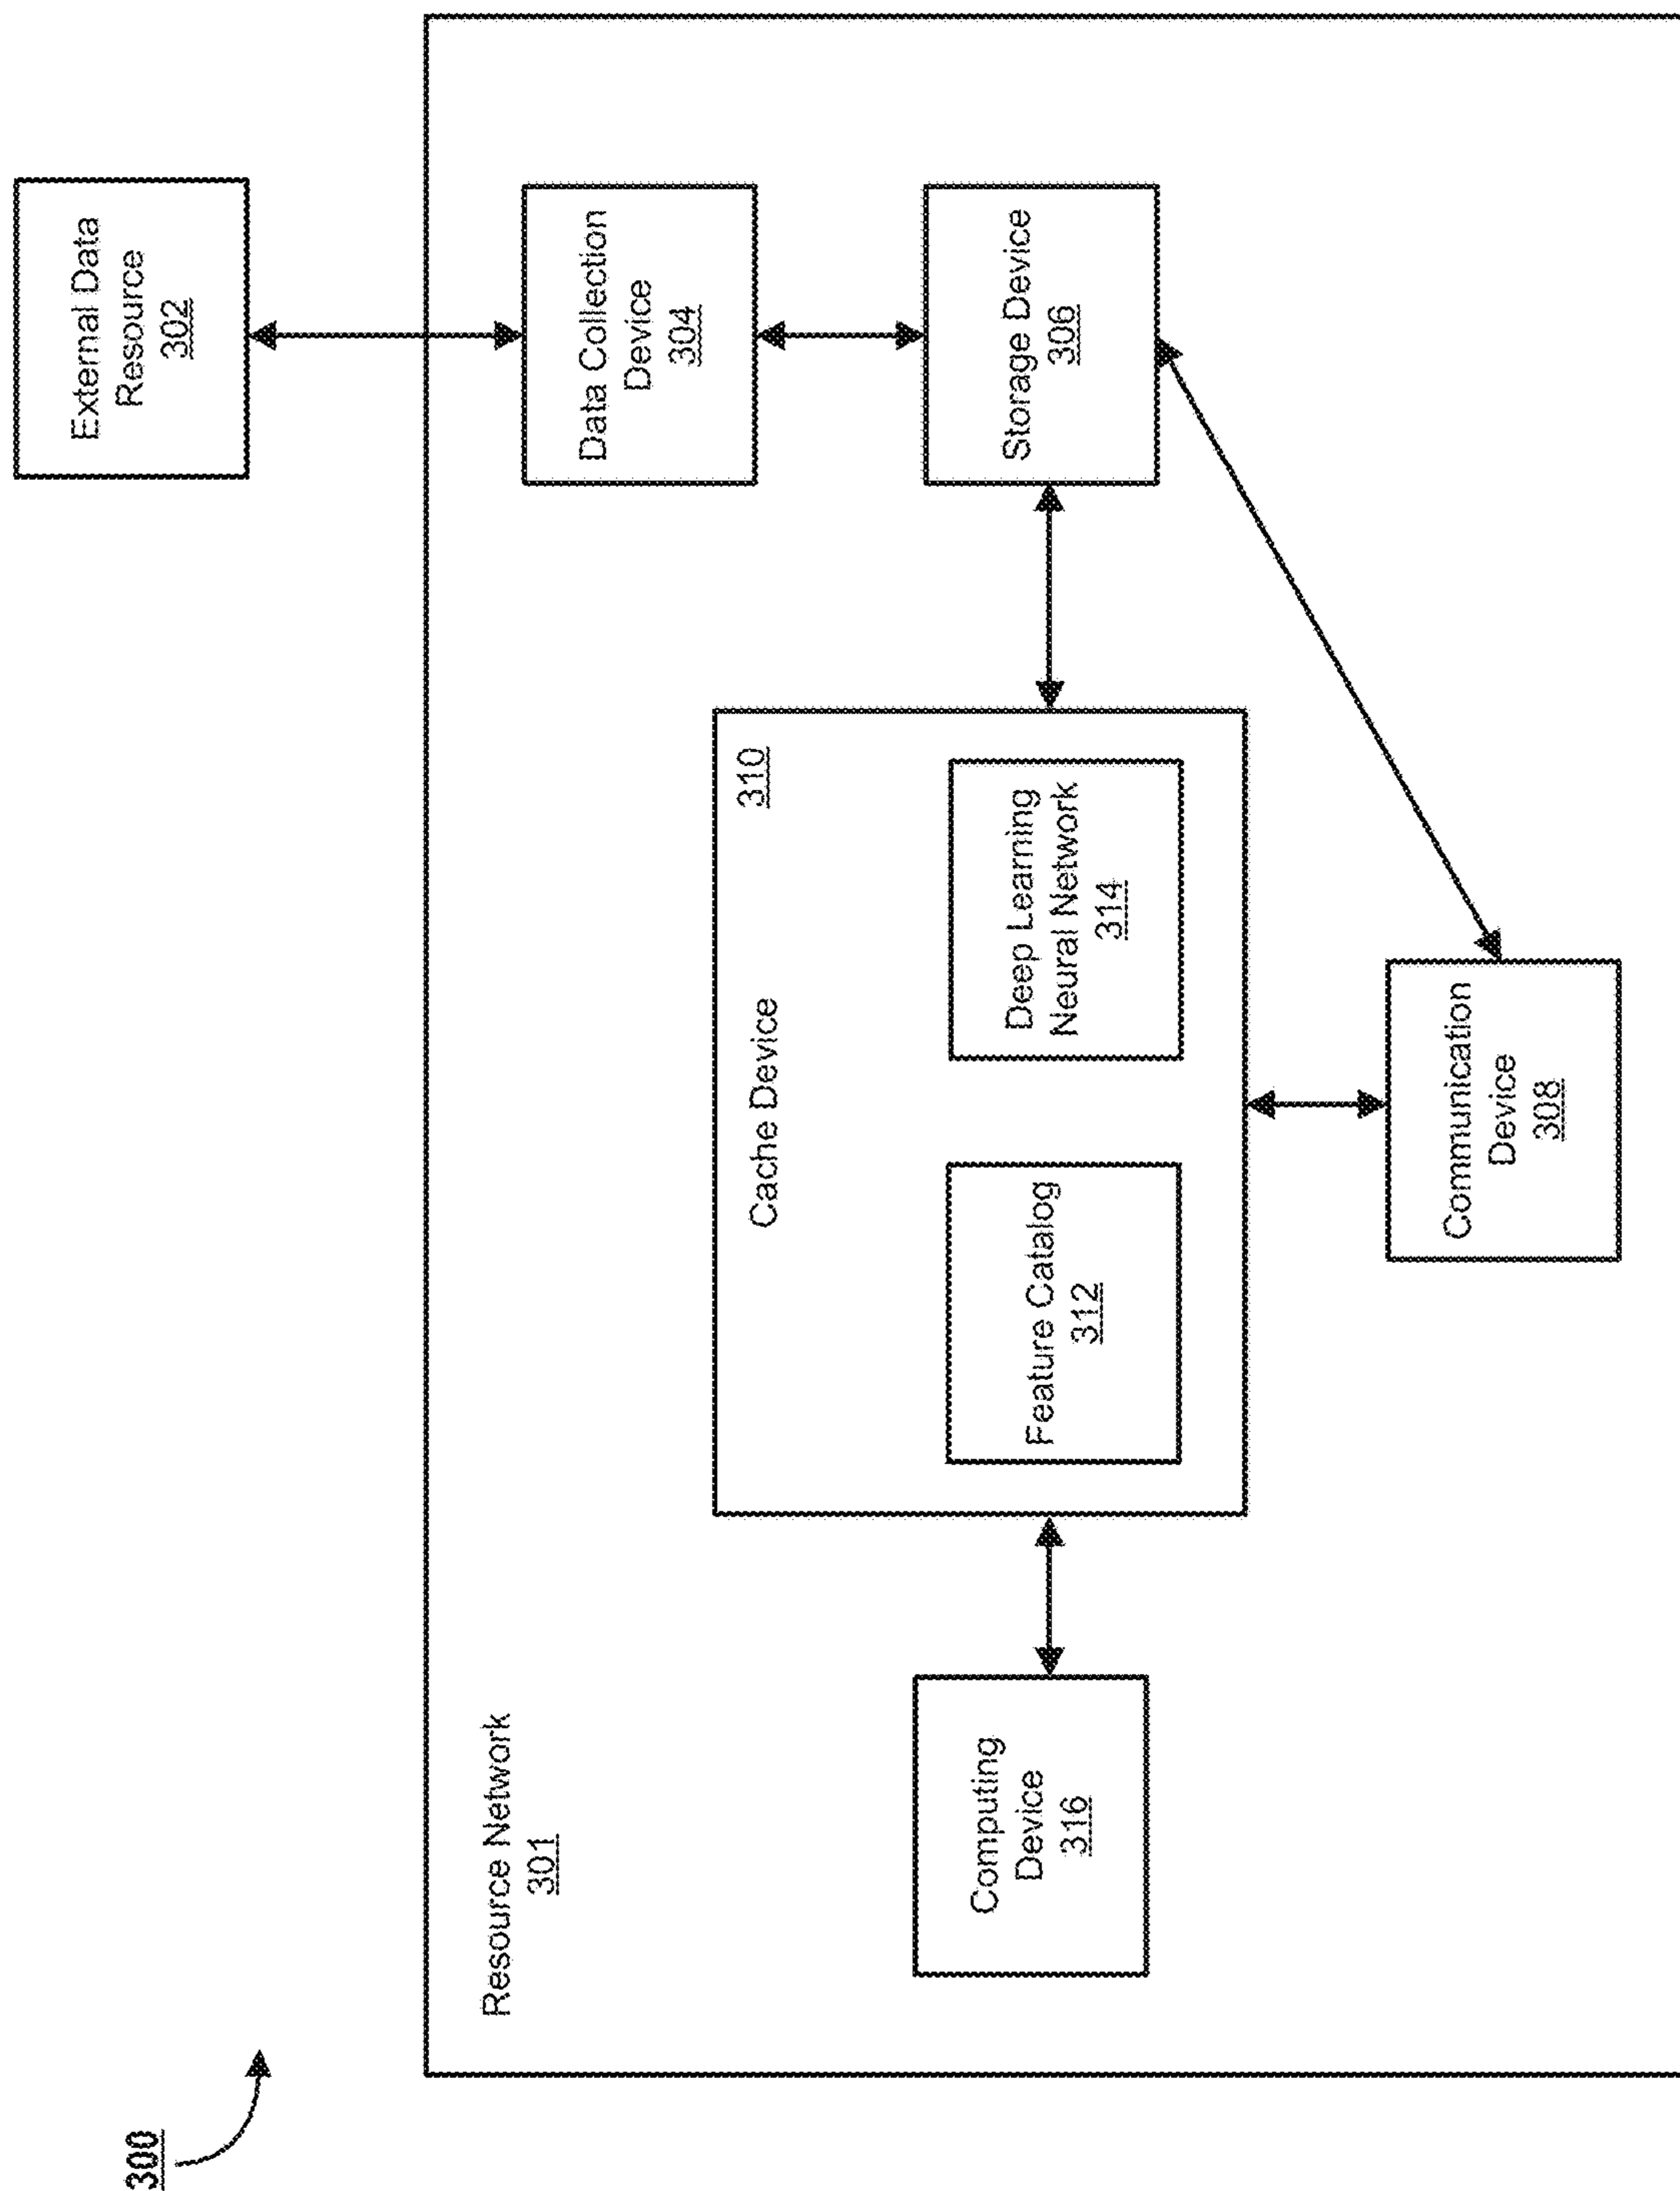 300
Resource Network
301
External Data
Resource
302
Data Collection
Device
304
Storage Device
306
Cache Device
310
Feature Catalog
312
Deep Learning
Neural Network
314
Computing
Device
316
Communication
Device
308